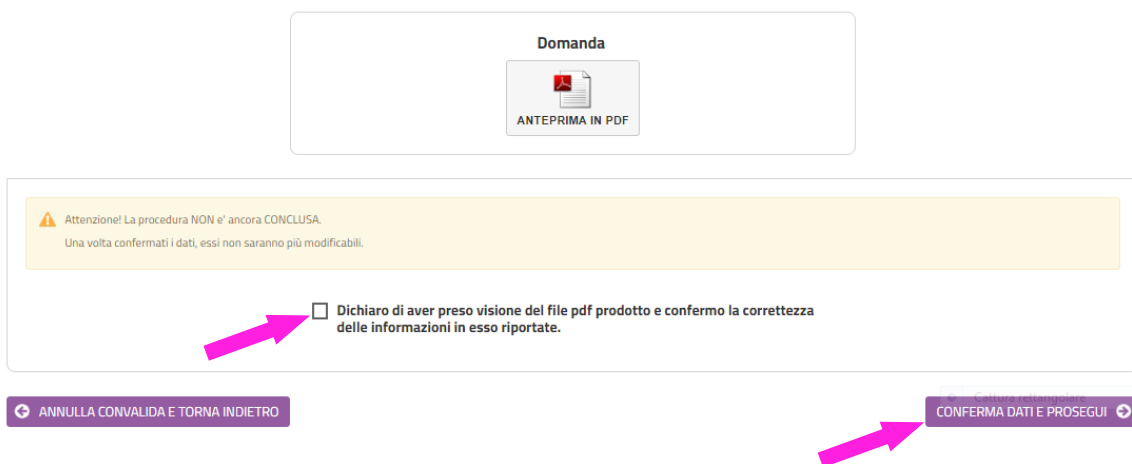 Domanda
ANTEPRIMA IN PDF
Attenzione! La procedura NON e' ancora CONCLUSA.
Una volta confermati i dati, essi non saranno più modificabili.
Dichiaro di aver preso visione del file pdf prodotto e confermo la correttezza
delle informazioni in esso riportate.
ANNULLA CONVALIDA E TORNA INDIETRO
Cattura rettangolare
CONFERMA DATI E PROSEGUI